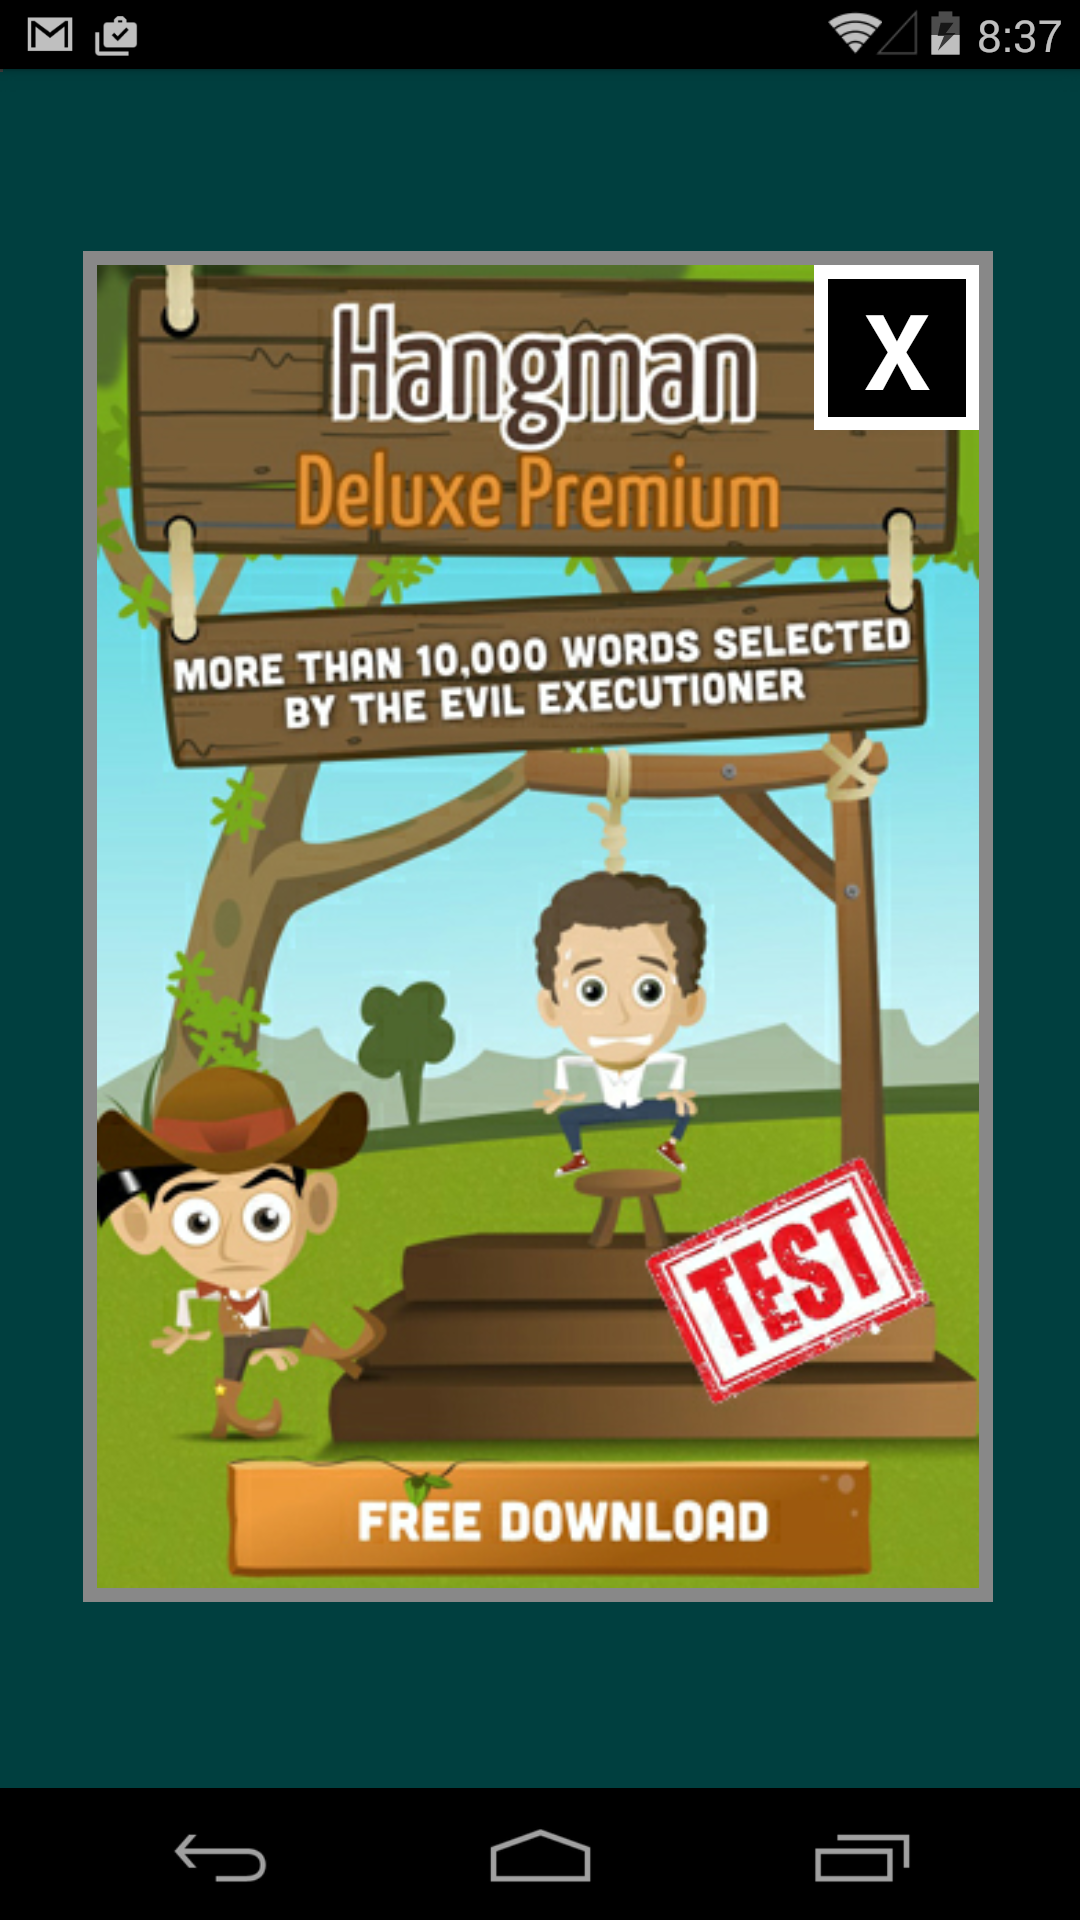 8:37
Hangman
X
Deluxe Premium
MORE THAN 10,000 WORDS SELECTED
BY THE EVIL EXECUTIONER
TEST
FREE DOWNLOAD